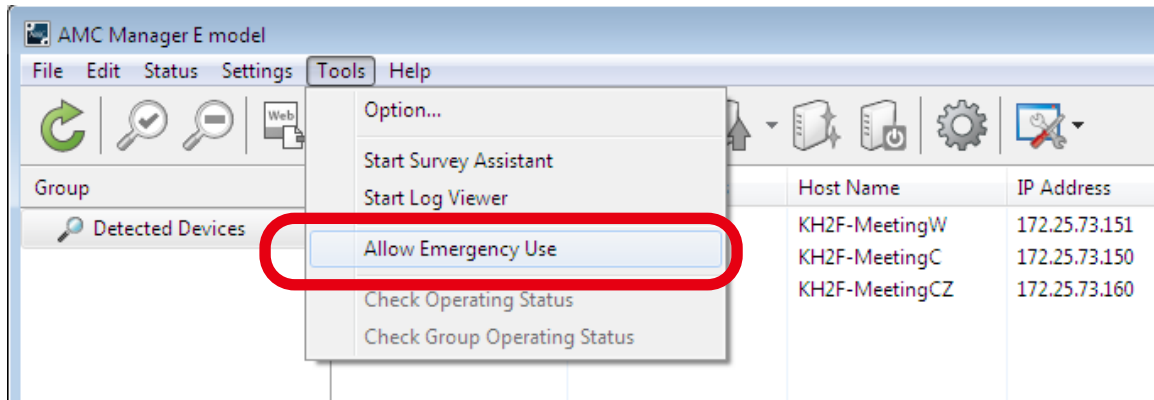 AMC Manager E model
File Edit Status Settings Tools Help
Web
Option...
Start Survey Assistant
Start Log Viewer
Allow Emergency Use
Check Operating Status
Check Group Operating Status
Group
Detected Devices
Host Name IP Address
KH2F-MeetingW 172.25.73.151
KH2F-MeetingC 172.25.73.150
KH2F-MeetingCZ 172.25.73.160